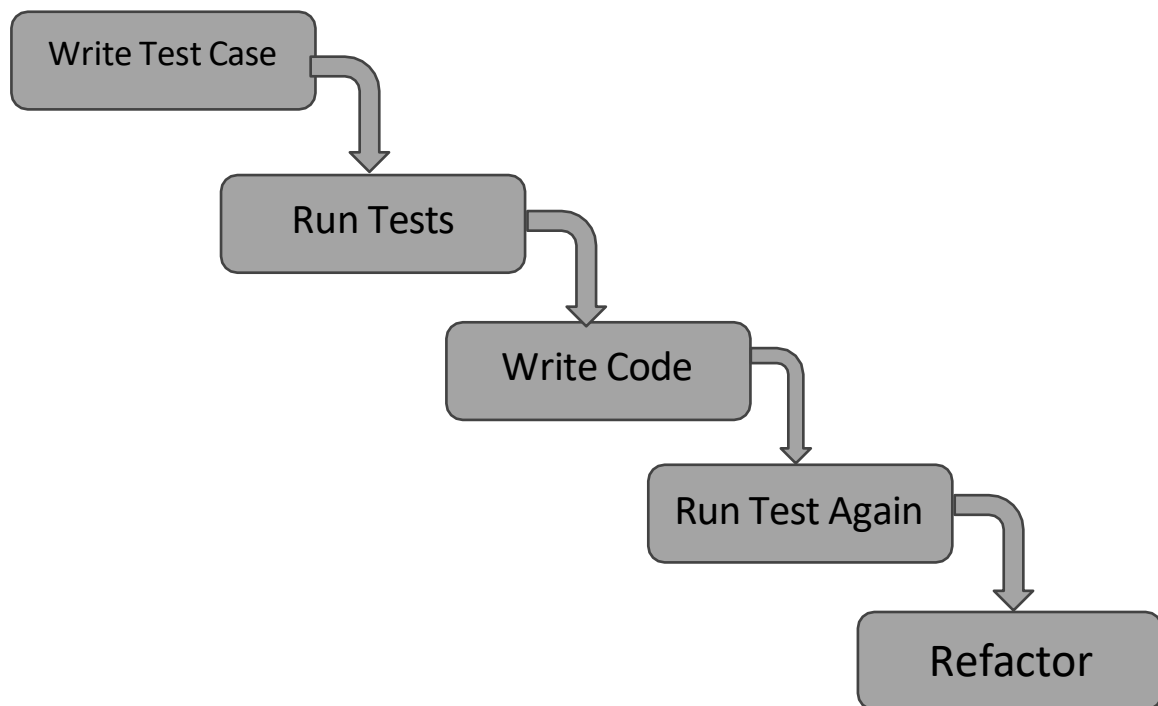 Write Test Case
Run Tests
Write Code
Run Test Again
Refactor